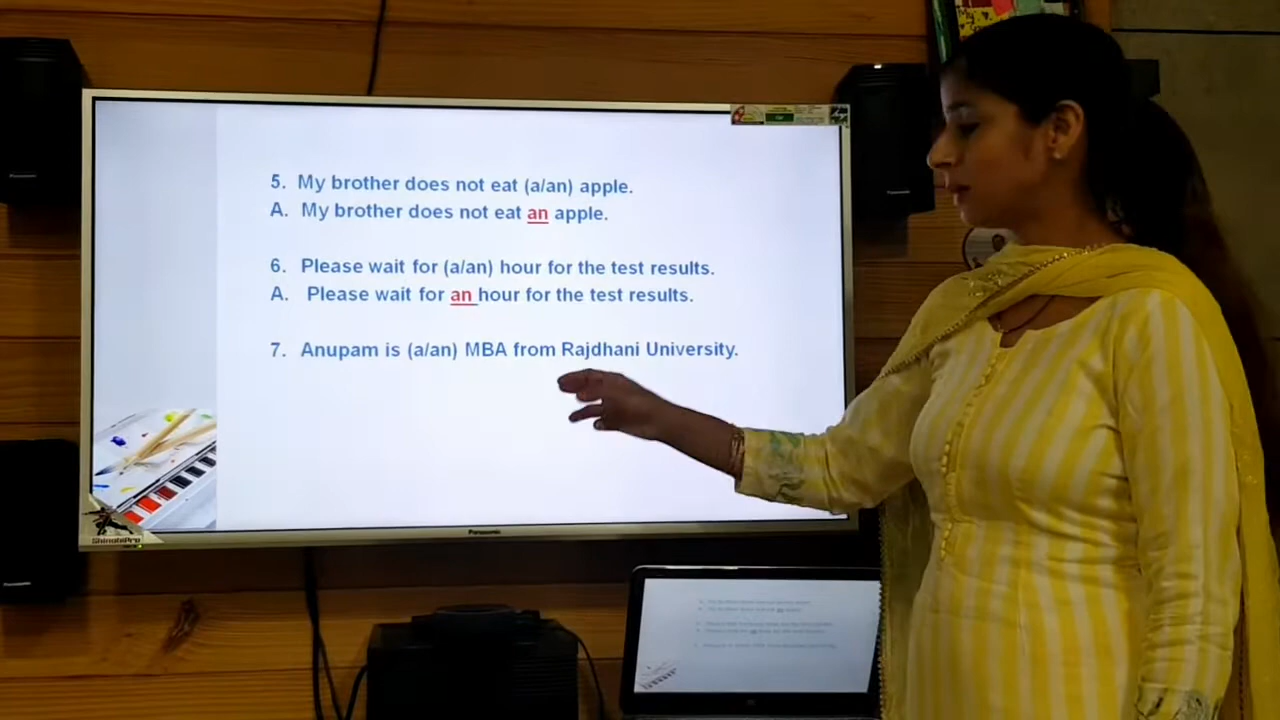 5. My brother does not eat (a/an) apple.
A. My brother does not eat an apple.
6. Please wait for (a/an) hour for the test results.
A. Please wait for an hour for the test results.
7. Anupam is (a/an) MBA from Rajdhani University.
ShinobiPro
Panasonic